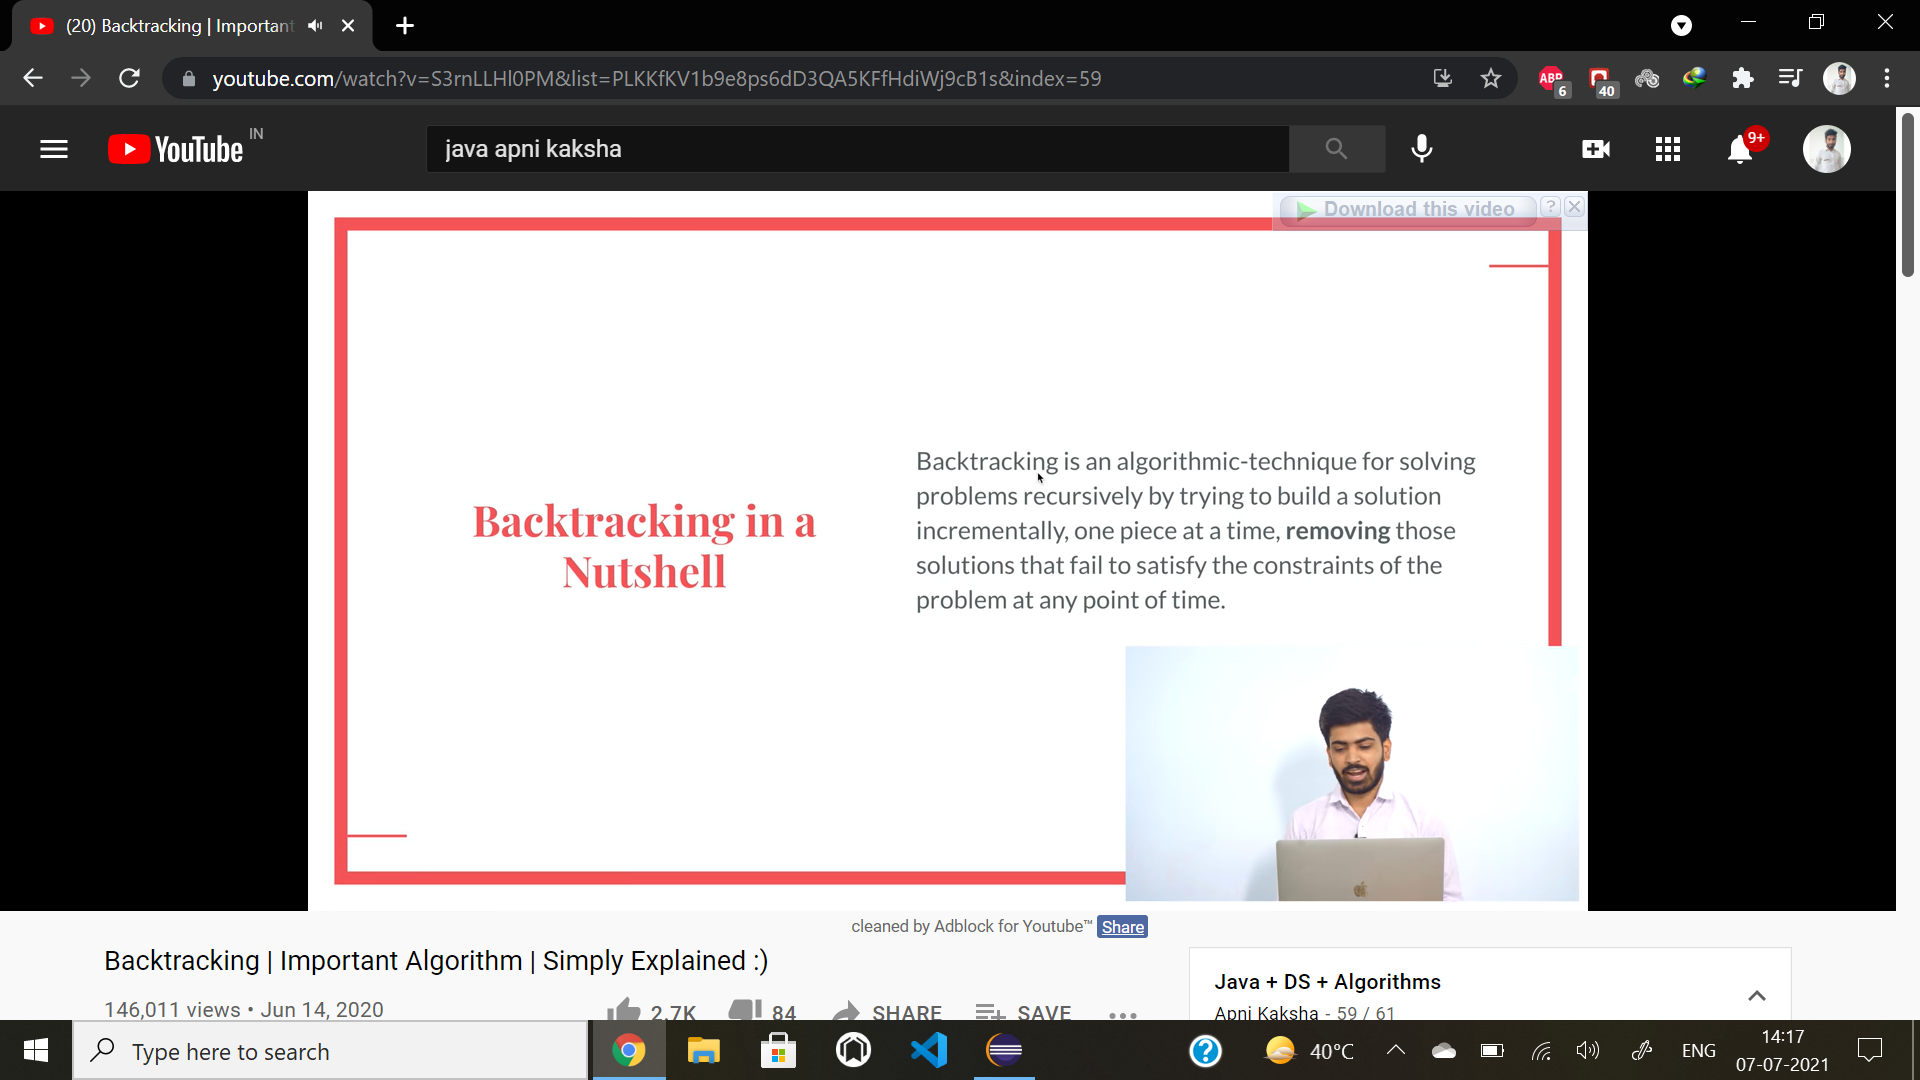 (20) Backtracking | Important
youtube.com/watch?v=S3rnLLHl0PM&list=PLKKfKV1b9e8ps6dD3QA5KFfHdiWj9cB1s&index=59
ABP
6
40
YouTube IN
java apni kaksha
9+
Download this video
?
Backtracking in a
Nutshell
Backtracking is an algorithmic-technique for solving
problems recursively by trying to build a solution
incrementally, one piece at a time, removing those
solutions that fail to satisfy the constraints of the
problem at any point of time.
cleaned by Adblock for Youtube™ Share
Backtracking | Important Algorithm | Simply Explained :)
146,011 views • Jun 14, 2020
2.7K
84
SHARE
SAVE
Java + DS + Algorithms
Apni Kaksha - 59 / 61
Type here to search
?
40°C
ENG
14:17
07-07-2021